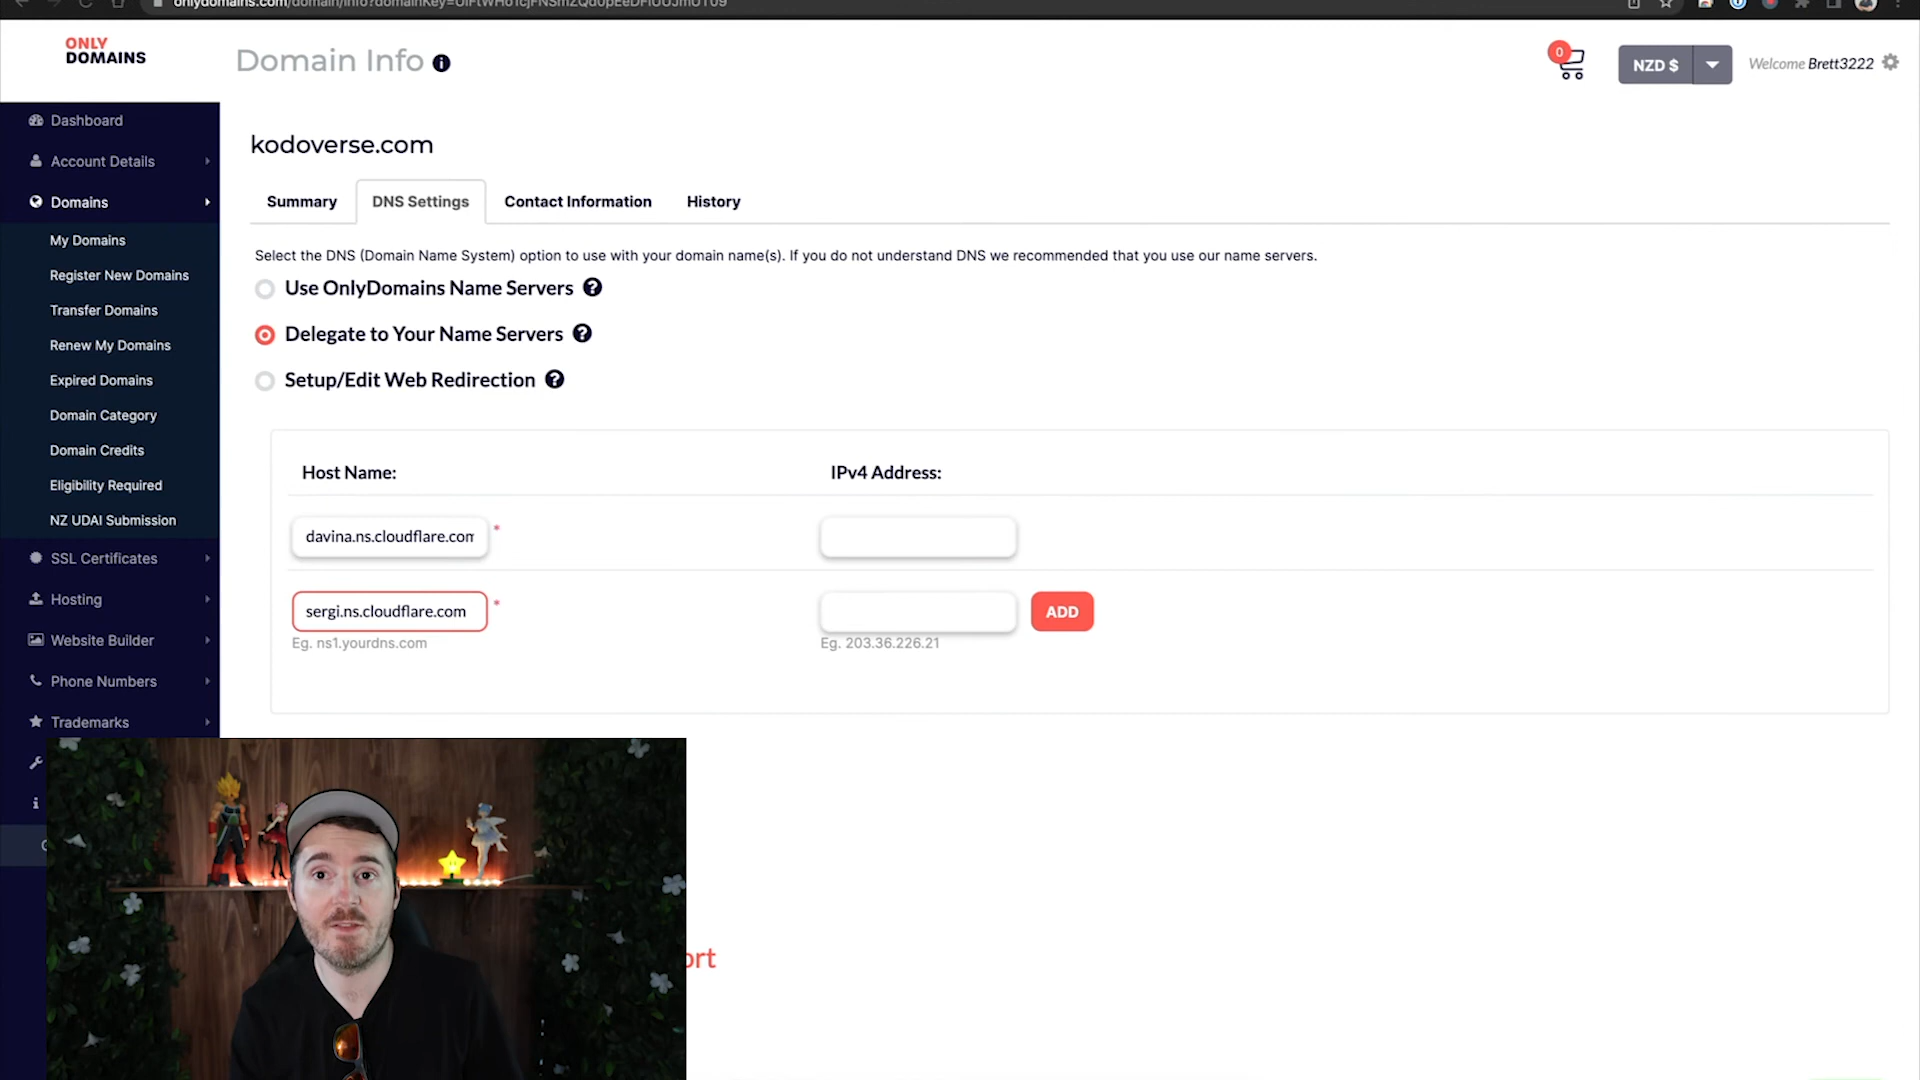 ONLY
DOMAINS
Domain Info
0
NZD $
Welcome Brett3222
Dashboard
Account Details
Domains
My Domains
Register New Domains
Transfer Domains
Renew My Domains
Expired Domains
Domain Category
Domain Credits
Eligibility Required
NZ UDAI Submission
SSL Certificates
Hosting
Website Builder
Phone Numbers
Trademarks
kodoverse.com
Summary
DNS Settings
Contact Information
History
Select the DNS (Domain Name System) option to use with your domain name(s). If you do not understand DNS we recommended that you use our name servers.
Use OnlyDomains Name Servers
Delegate to Your Name Servers
Setup/Edit Web Redirection
Host Name:
IPv4 Address:
davina.ns.cloudflare.com
*
sergi.ns.cloudflare.com
*
ADD
Eg. ns1.yourdns.com
Eg. 203.36.226.21
ort